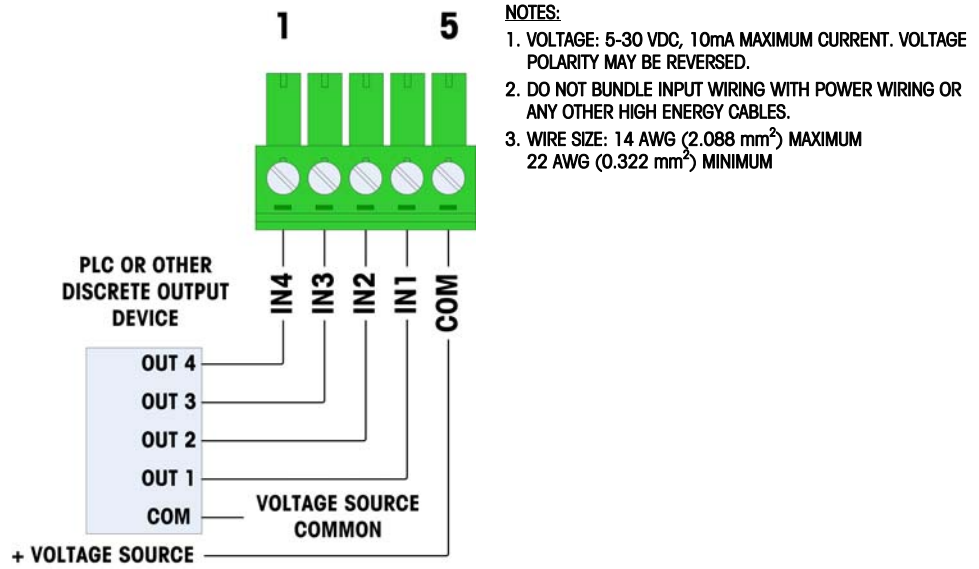 1 5
NOTES:
1. VOLTAGE: 5-30 VDC, 10mA MAXIMUM CURRENT. VOLTAGE
POLARITY MAY BE REVERSED.
2. DO NOT BUNDLE INPUT WIRING WITH POWER WIRING OR
ANY OTHER HIGH ENERGY CABLES.
3. WIRE SIZE: 14 AWG (2.088 mm²) MAXIMUM
22 AWG (0.322 mm²) MINIMUM
IN4
IN3
IN2
IN1
COM
PLC OR OTHER
DISCRETE OUTPUT
DEVICE
OUT 4
OUT 3
OUT 2
OUT 1
COM
VOLTAGE SOURCE
COMMON
+ VOLTAGE SOURCE